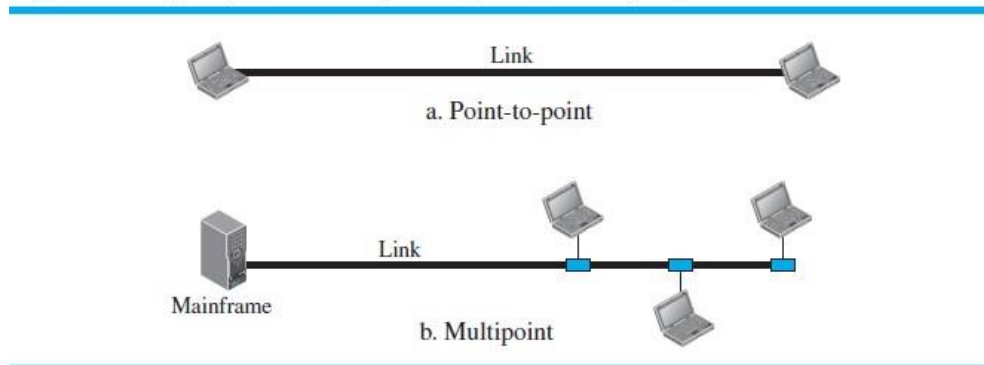 Link
a. Point-to-point
Link
Mainframe
b. Multipoint